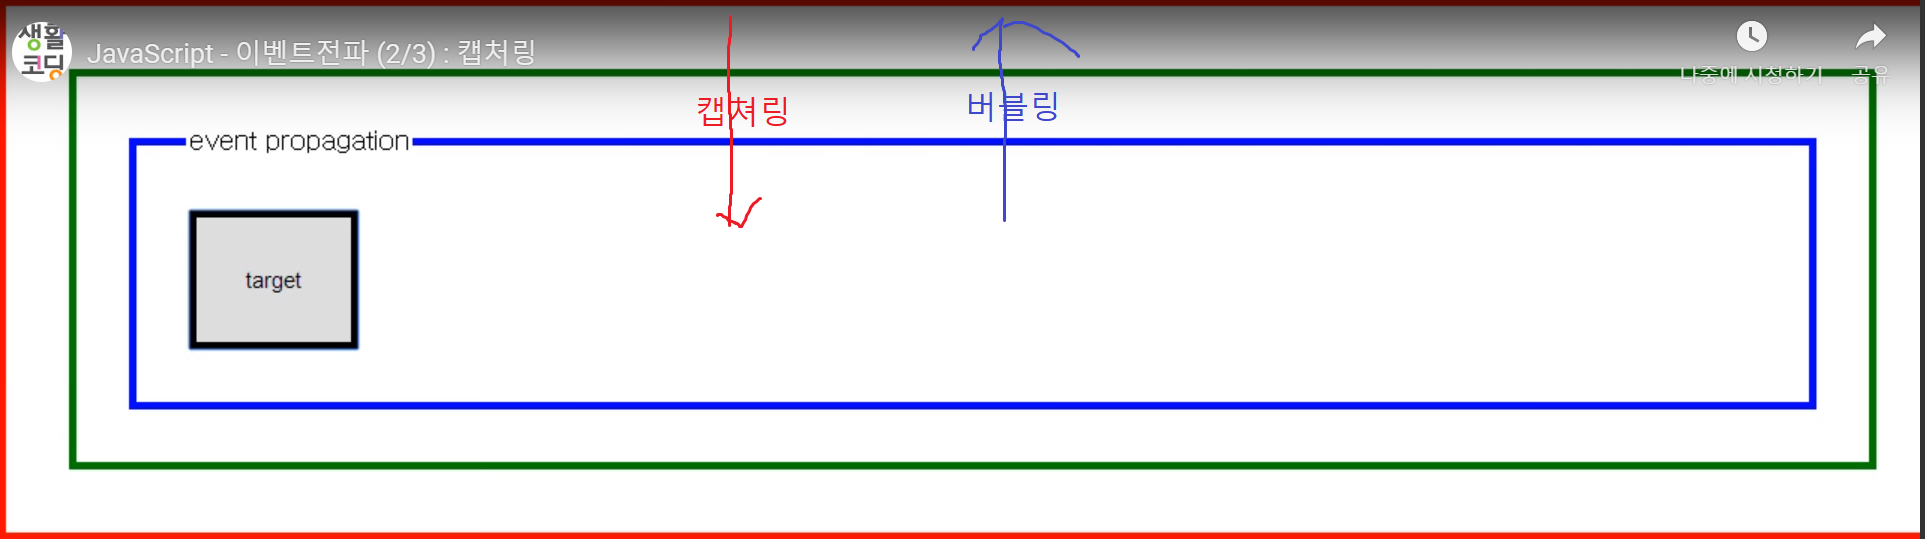 생활
코딩
JavaScript - 이벤트전파 (2/3) : 캡처링
나중에 시청하기
공유
캡쳐링
버블링
event propagation
target